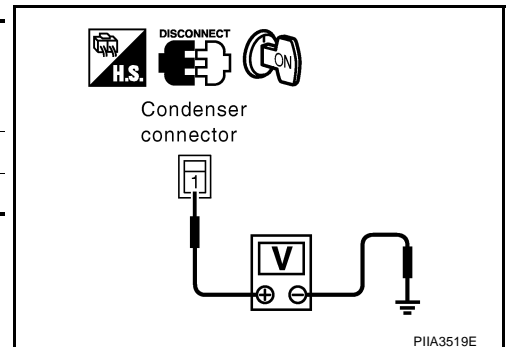 DISCONNECT
H.S.
ON
Condenser
connector
1
V
+ −
PIIA3519E